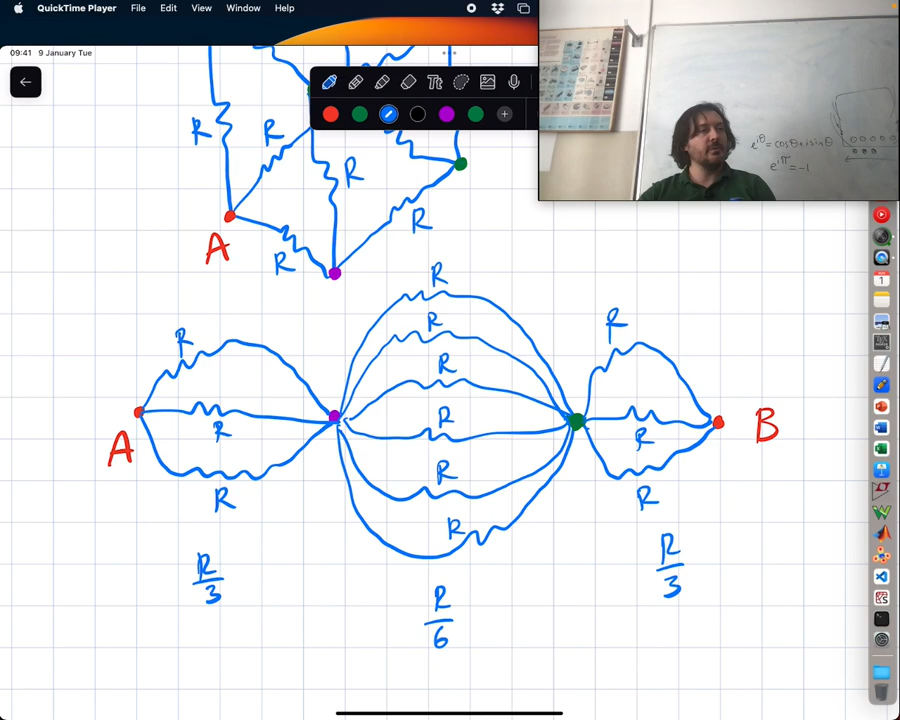 QuickTime Player File Edit View Window Help
09:41 9 January Tue
e^{iθ}=cosθ+isinθ
e^{iπ}=-1
R
R
R
R
R
A
R
R
R
R
R
R
R
R
R
R
R
R
A
B
R/3
R/6
R/3